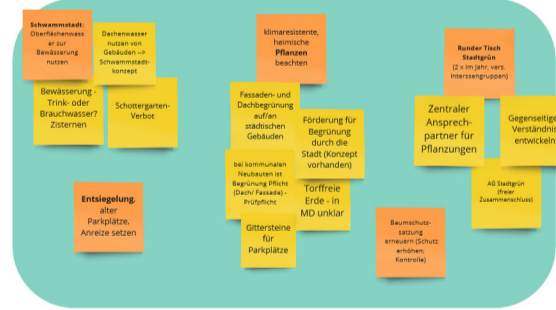 Schwammstadt:
Oberflächenwass
er zur
Bewässerung
nutzen
Dachenwasser
nutzen von
Gebäuden -->
Schwammstadt-
konzept
Bewässerung -
Trink- oder
Brauchwasser?
Zisternen
Schottergarten-
Verbot
Entsiegelung,
alter
Parkplätze,
Anreize setzen
klimaresistente,
heimische
Pflanzen
beachten
Fassaden- und
Dachbegrünung
auf/an
städtischen
Gebäuden
Förderung für
Begrünung
durch die
Stadt (Konzept
vorhanden)
bei kommunalen
Neubauten ist
Begrünung Pflicht
(Dach/ Fassade) -
Prüfpflicht
Torffreie
Erde - in
MD unklar
Gittersteine
für
Parkplätze
Runder Tisch
Stadtgrün
(2 x im Jahr, vers.
Interssengruppen)
Zentraler
Ansprech-
partner für
Pflanzungen
Gegenseitige
Verständnis
entwickeln
AG Stadtgrün
(freier
Zusammenschluss)
Baumschutz-
satzung
erneuern (Schutz
erhöhen;
Kontrolle)